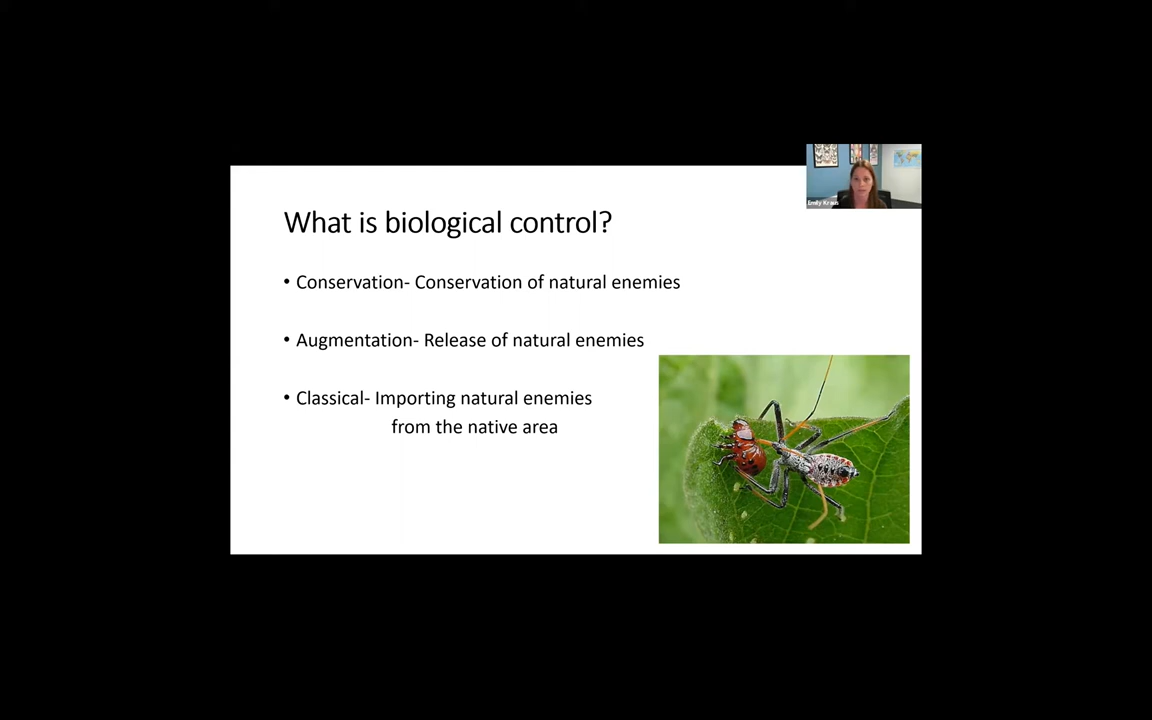 Emily Kraus
What is biological control?
• Conservation- Conservation of natural enemies
• Augmentation- Release of natural enemies
• Classical- Importing natural enemies
from the native area